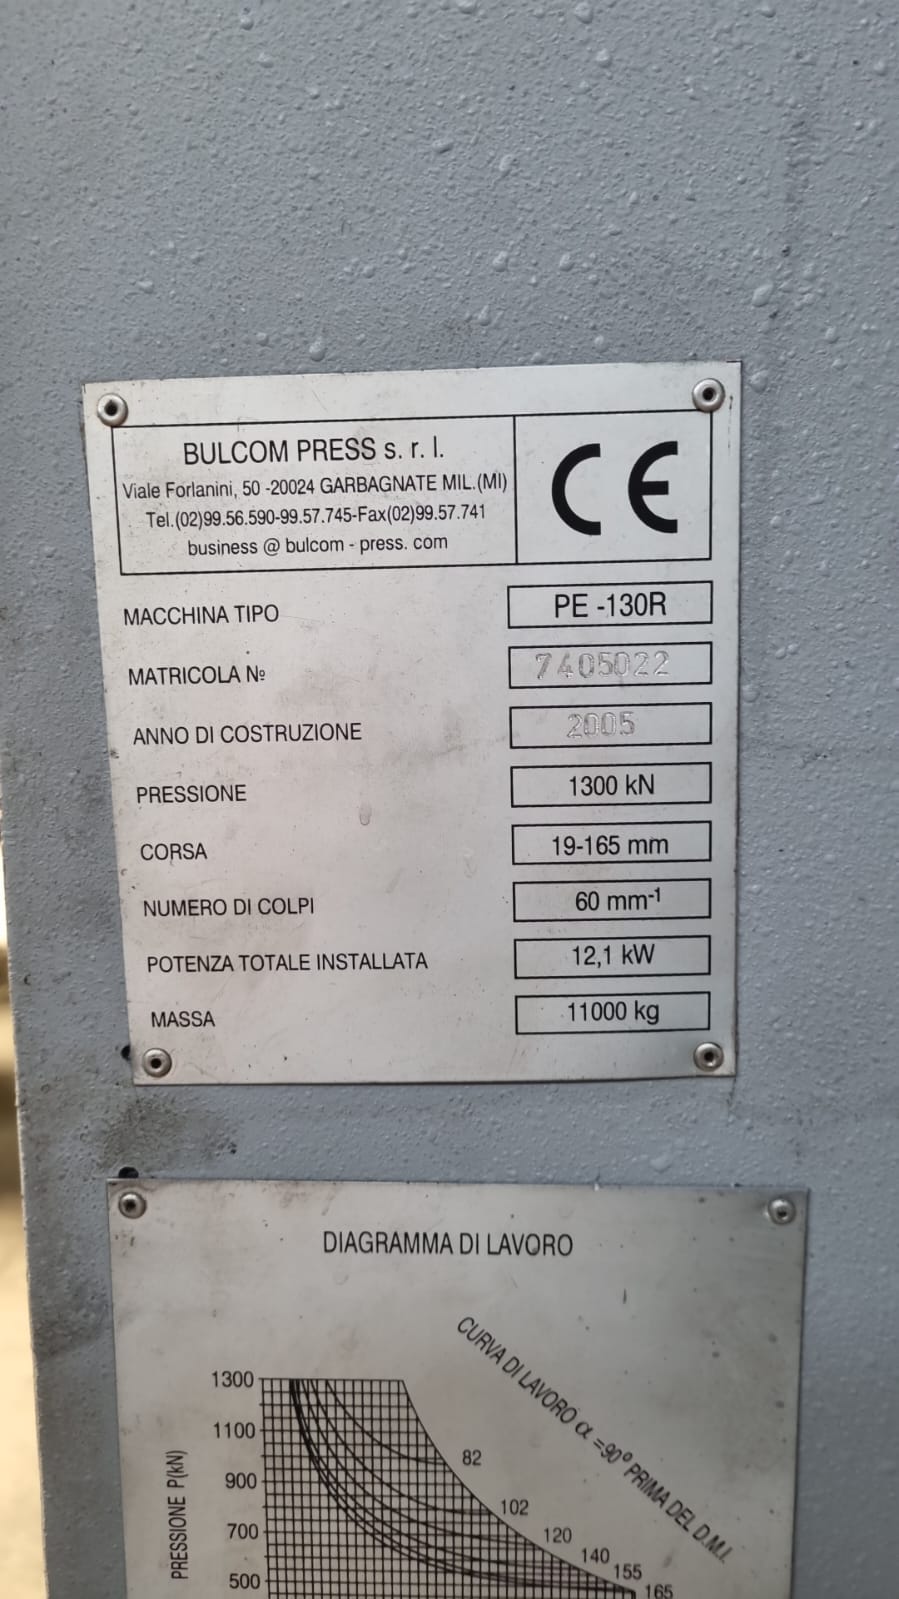 BULCOM PRESS s. r. l.
Viale Forlanini, 50 -20024 GARBAGNATE MIL.(MI)
Tel.(02)99.56.590-99.57.745-Fax(02)99.57.741
business @ bulcom - press. com
CE
MACCHINA TIPO PE -130R
MATRICOLA Nº 7405022
ANNO DI COSTRUZIONE 2005
PRESSIONE 1300 kN
CORSA 19-165 mm
NUMERO DI COLPI 60 mm-1
POTENZA TOTALE INSTALLATA 12,1 kW
MASSA 11000 kg
DIAGRAMMA DI LAVORO
CURVA DI LAVORO α =90° PRIMA DEL D.M.I.
PRESSIONE P(kN)
1300
1100
900
700
500
82
102
120
140
155
165